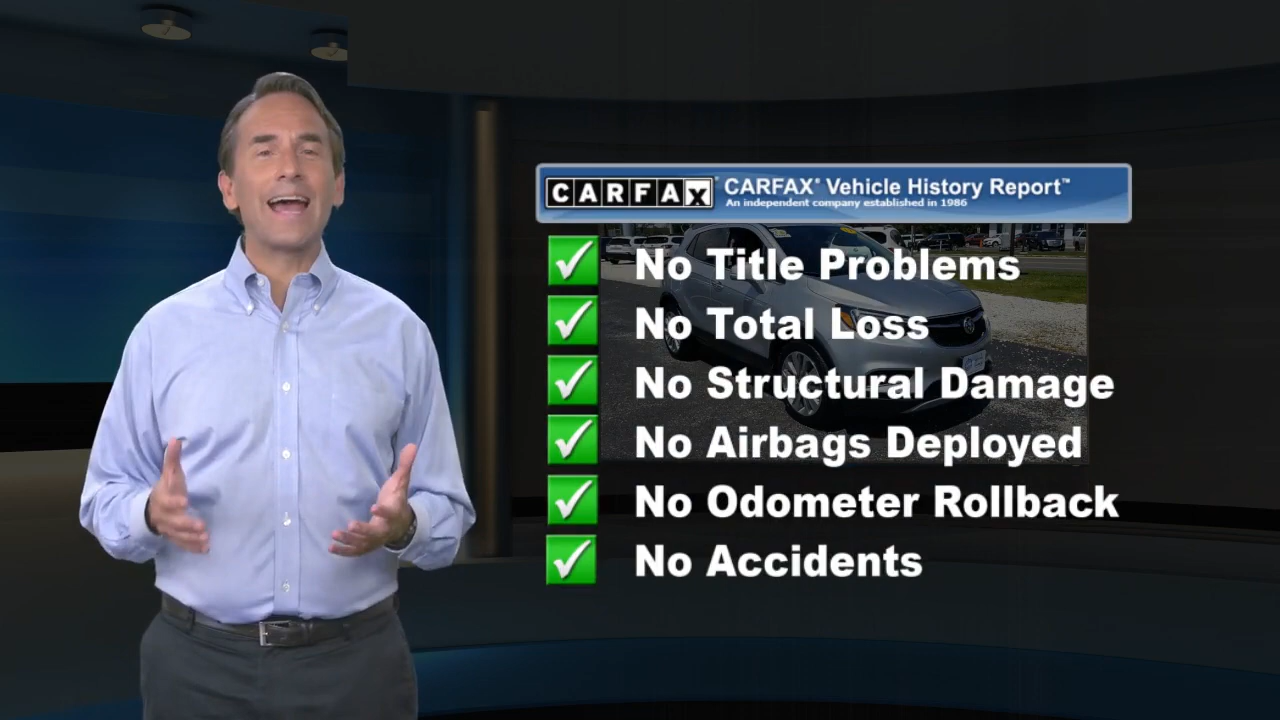 CARFAX® CARFAX® Vehicle History Report™
An independent company established in 1986
No Title Problems
No Total Loss
No Structural Damage
No Airbags Deployed
No Odometer Rollback
No Accidents